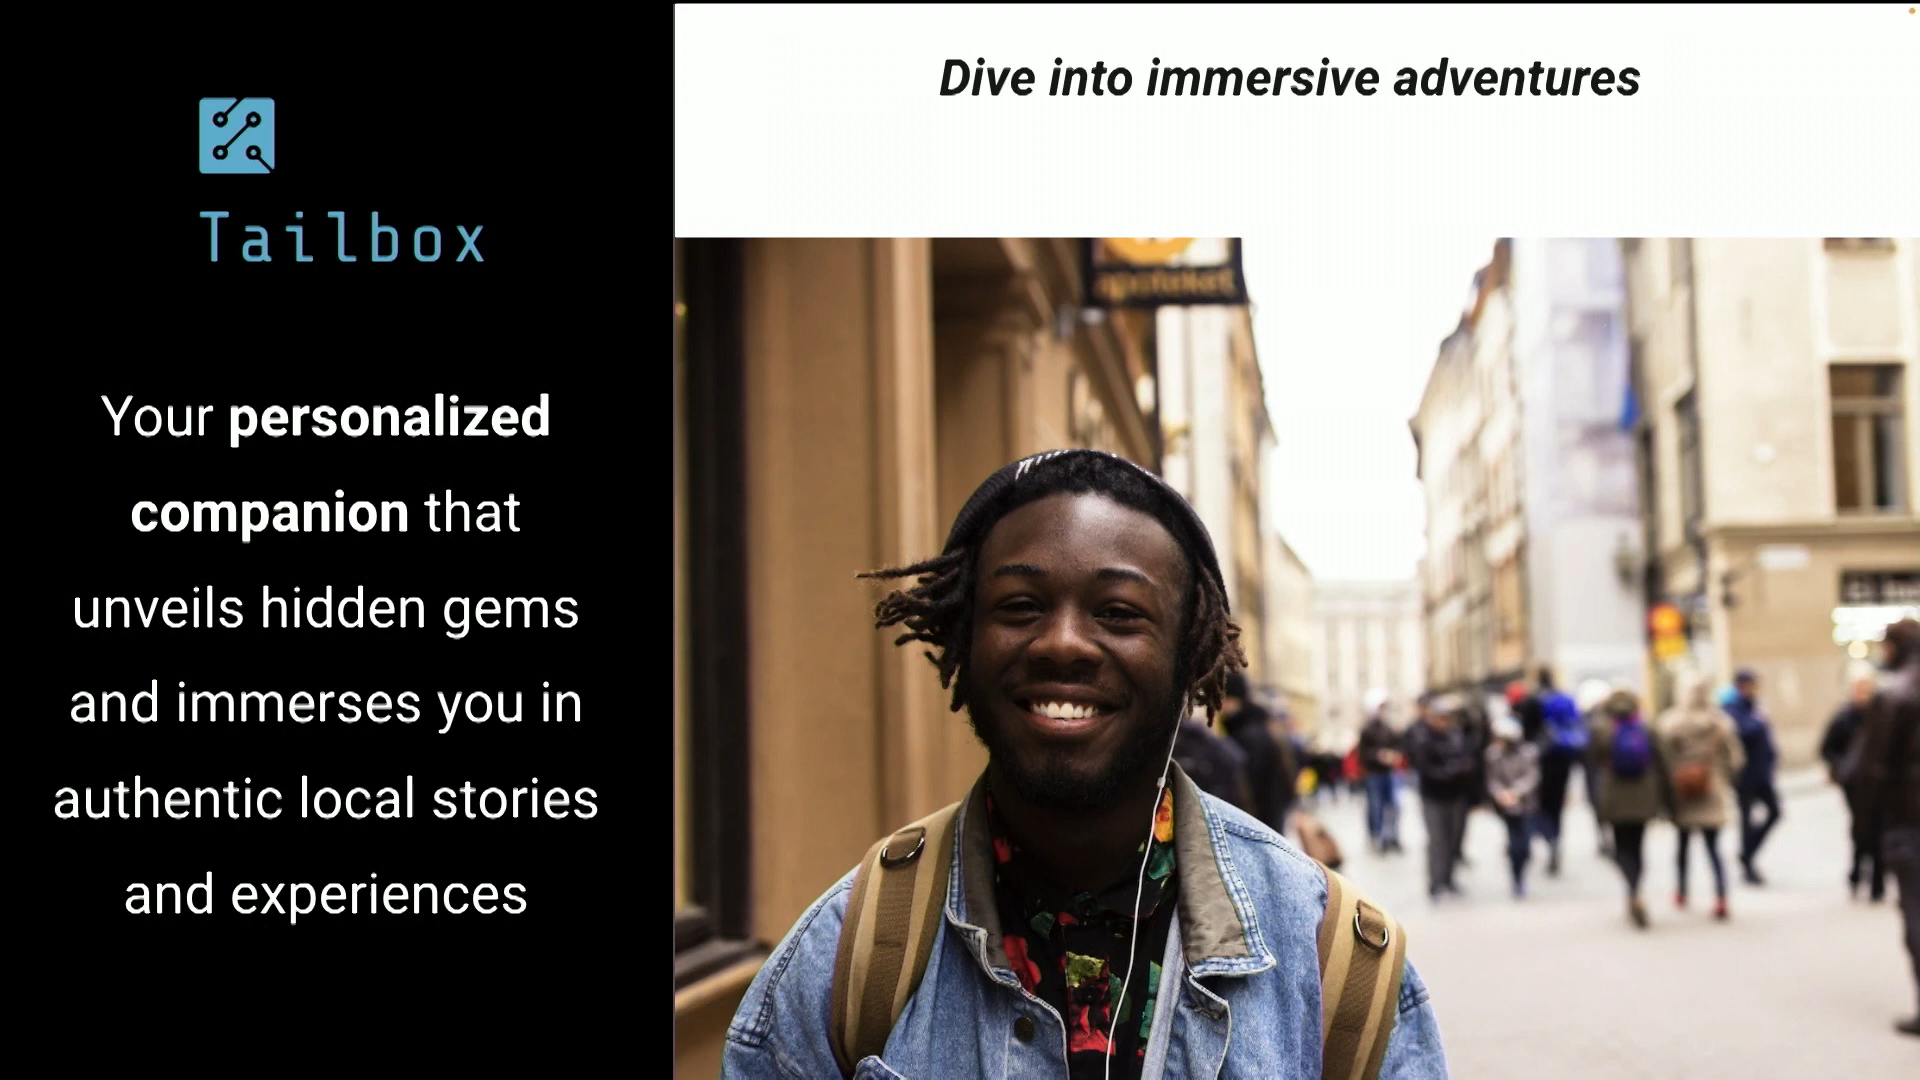 Tailbox
Your personalized
companion that
unveils hidden gems
and immerses you in
authentic local stories
and experiences
Dive into immersive adventures
apoteket